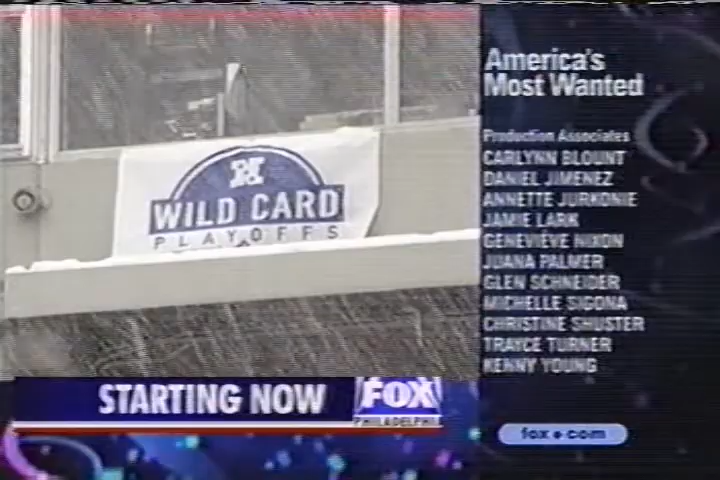 America's
Most Wanted
Production Associates
CARLYNN BLOUNT
DANIEL JIMENEZ
ANNETTE JURKONIE
JAMIE LARK
GENEVIEVE NIXON
JUANA PALMER
GLEN SCHNEIDER
MICHELLE SIGONA
CHRISTINE SHUSTER
TRAYCE TURNER
KENNY YOUNG
N
WILD CARD
PLAYOFFS
STARTING NOW
FOX
PHILADELPHIA
fox.com